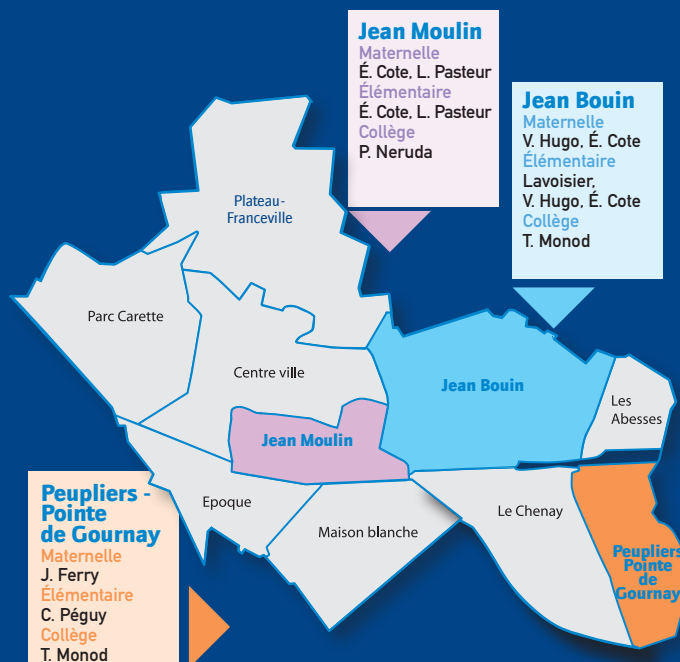 Jean Moulin
Maternelle
É. Cote, L. Pasteur
Élémentaire
É. Cote, L. Pasteur
Collège
P. Neruda
Jean Bouin
Maternelle
V. Hugo, É. Cote
Élémentaire
Lavoisier,
V. Hugo, É. Cote
Collège
T. Monod
Plateau-
Franceville
Parc Carette
Centre ville
Jean Bouin
Les
Abesses
Jean Moulin
Epoque
Maison blanche
Le Chenay
Peupliers -
Pointe
de Gournay
Maternelle
J. Ferry
Élémentaire
C. Péguy
Collège
T. Monod
Peupliers
Pointe
de
Gournay